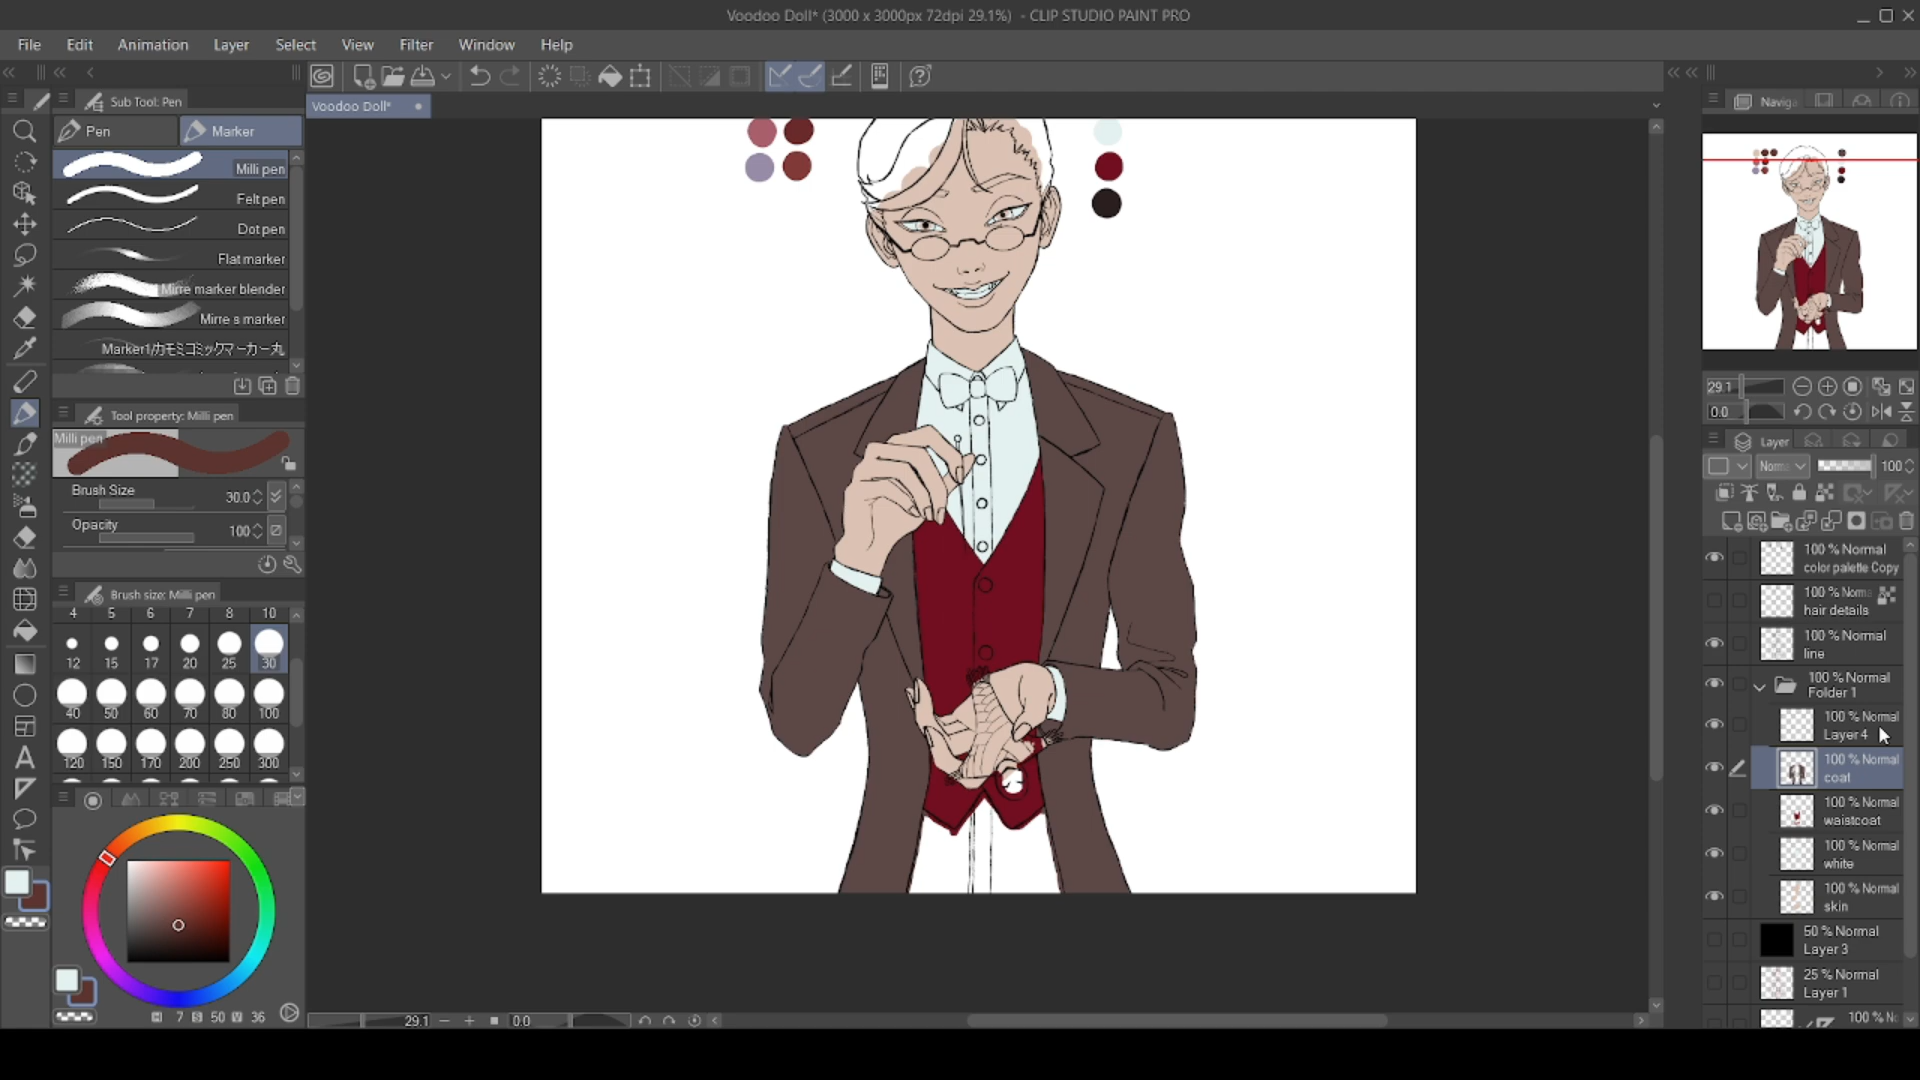 Voodoo Doll* (3000 x 3000px 72dpi 29.1%) - CLIP STUDIO PAINT PRO
File Edit Animation Layer Select View Filter Window Help
Sub Tool: Pen
Voodoo Doll*
Naviga
Pen Marker
Milli pen
Felt pen
Dot pen
Flat marker
Mirre marker blender
Mirre s marker
Marker1/カモミコミックマーカー丸
Tool property: Milli pen
Milli pen
Brush Size 30.0
Opacity 100
Brush size: Milli pen
4 5 6 7 8 10
12 15 17 20 25 30
40 50 60 70 80 100
120 150 170 200 250 300
H 7 S 50 V 36
29.1 0.0
29.1
0.0
Layer
Norm 100
100 % Normal
color palette Copy
100 % Norma
hair details
100 % Normal
line
100 % Normal
Folder 1
100 % Normal
Layer 4
100 % Normal
coat
100 % Normal
waistcoat
100 % Normal
white
100 % Normal
skin
50 % Normal
Layer 3
25 % Normal
Layer 1
100 % No
A